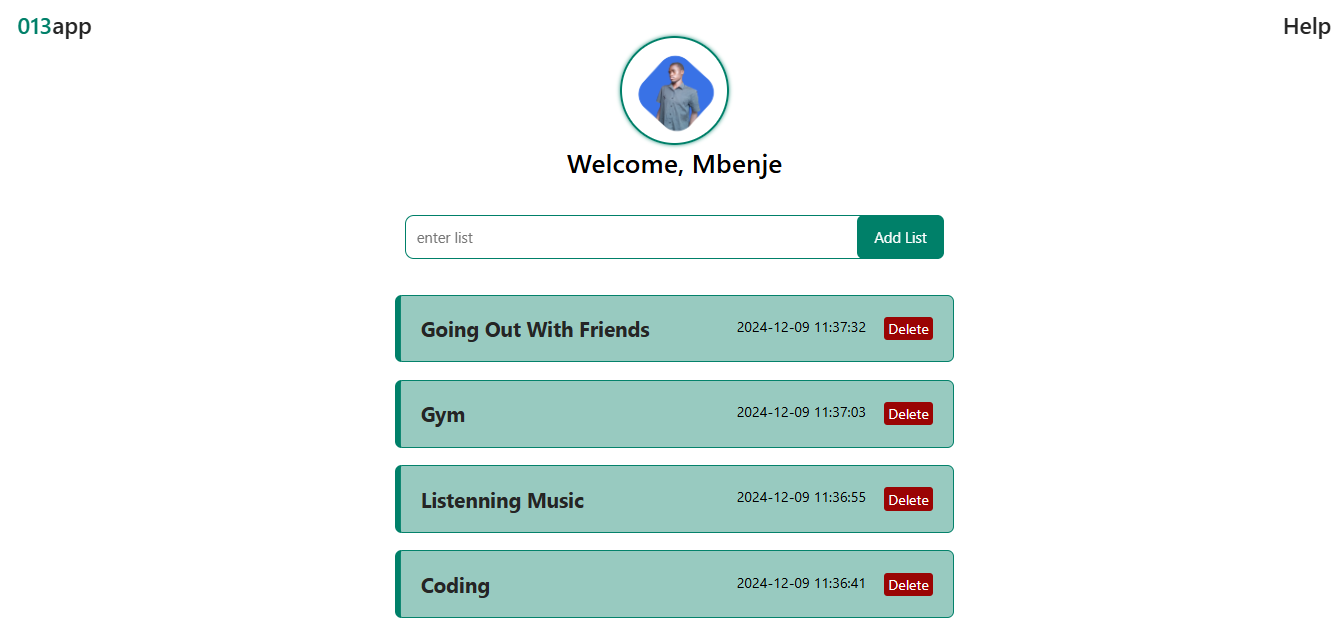 013app Help
Welcome, Mbenje
enter list Add List
Going Out With Friends 2024-12-09 11:37:32 Delete
Gym 2024-12-09 11:37:03 Delete
Listenning Music 2024-12-09 11:36:55 Delete
Coding 2024-12-09 11:36:41 Delete